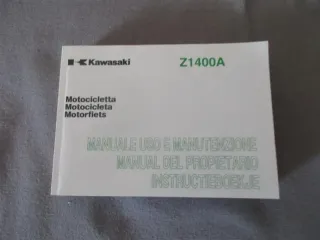 Kawasaki Z1400A
Motocicletta
Motocicleta
Motorfiets
MANUALE USO E MANUTENZIONE
MANUAL DEL PROPIETARIO
INSTRUCTIEBOEKJE